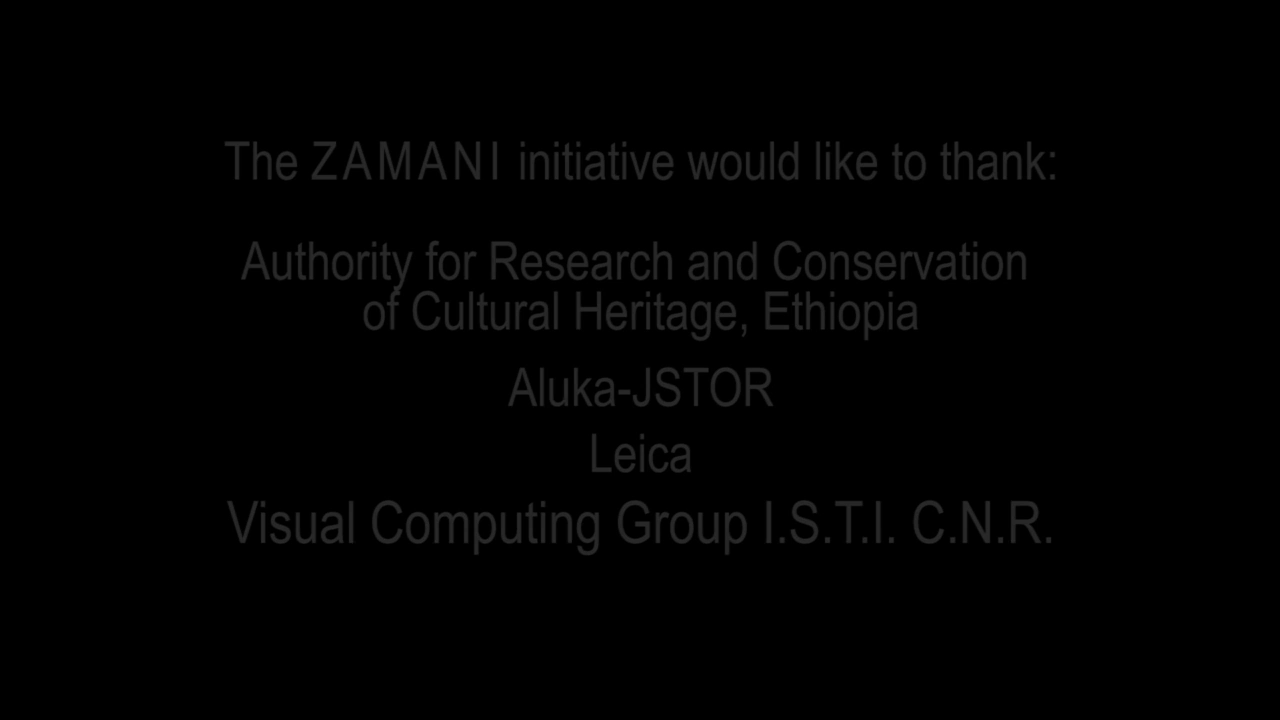 The ZAMANI initiative would like to thank:
Authority for Research and Conservation
of Cultural Heritage, Ethiopia
Aluka-JSTOR
Leica
Visual Computing Group I.S.T.I. C.N.R.